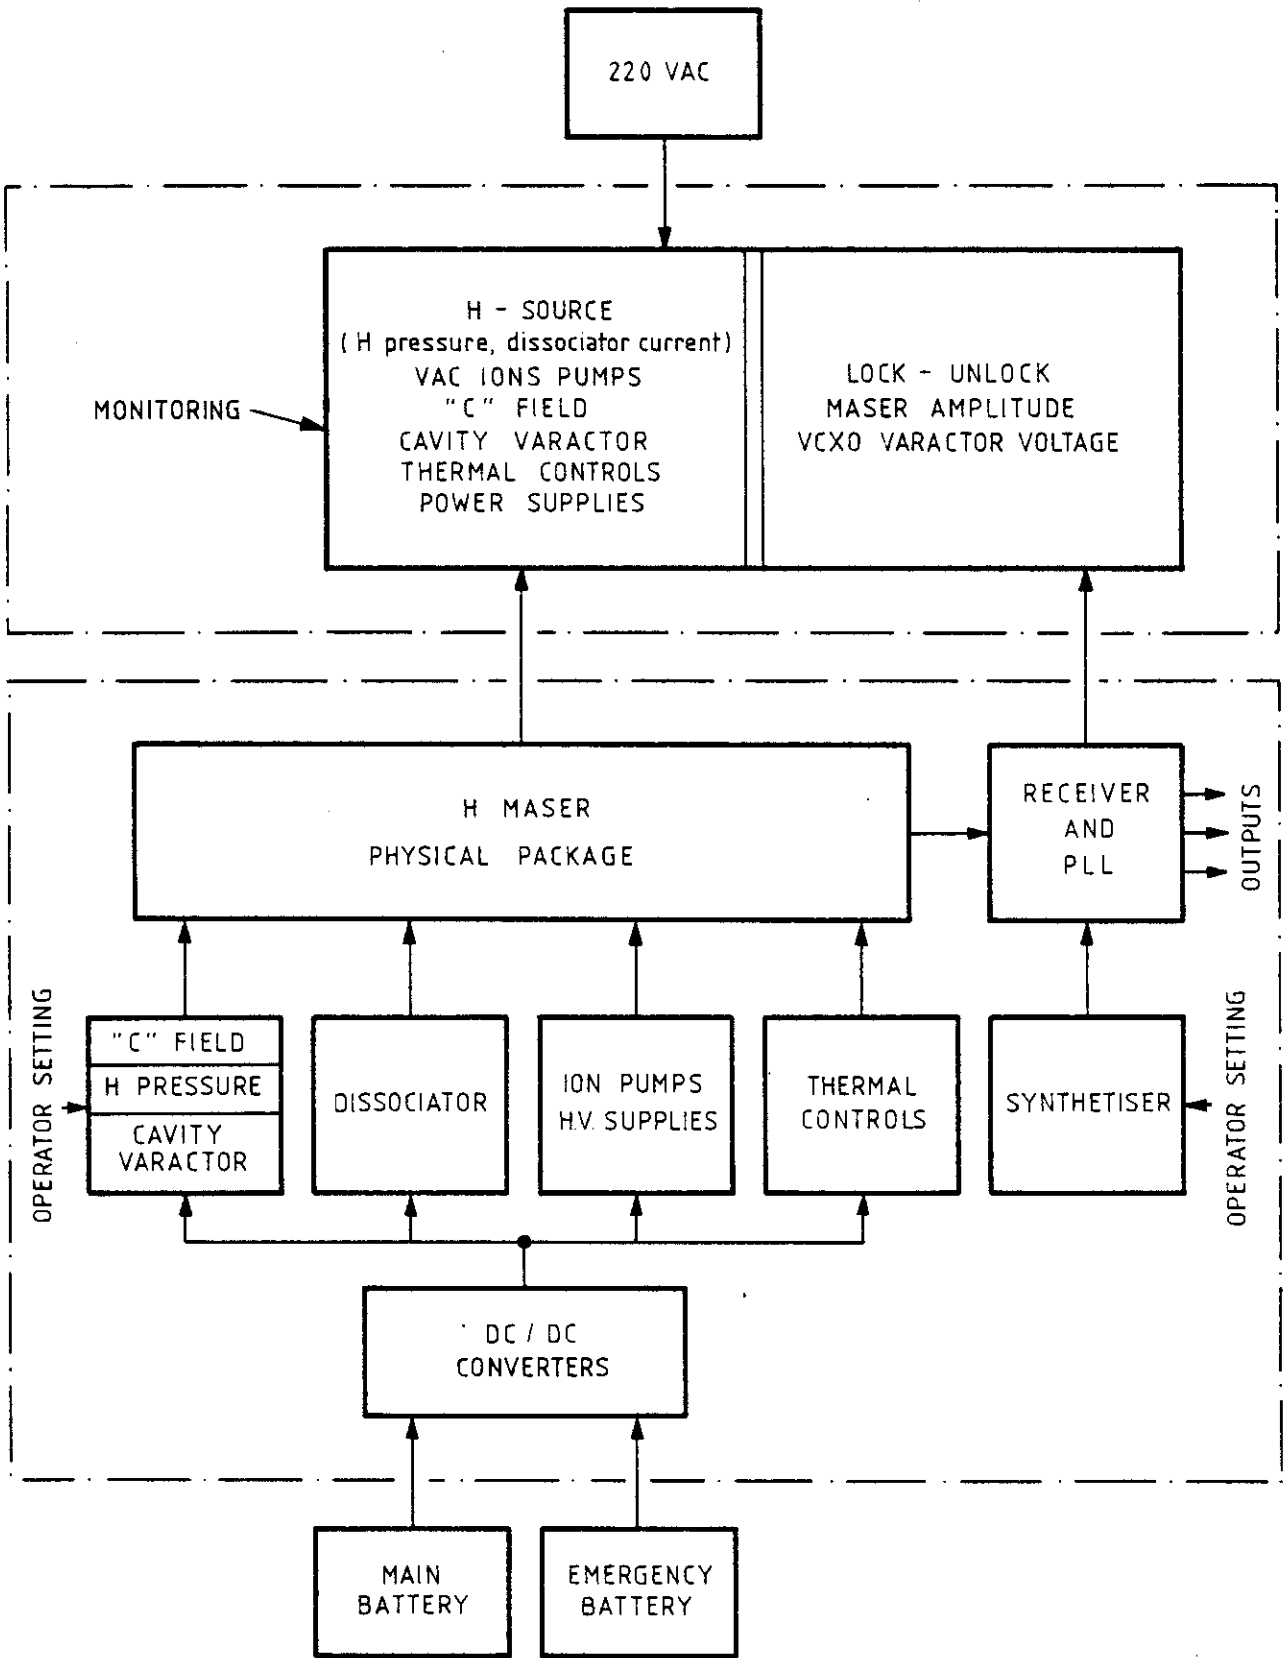 220 VAC
H - SOURCE
(H pressure, dissociator current)
VAC IONS PUMPS
"C" FIELD
CAVITY VARACTOR
THERMAL CONTROLS
POWER SUPPLIES
LOCK - UNLOCK
MASER AMPLITUDE
VCXO VARACTOR VOLTAGE
MONITORING
H MASER
PHYSICAL PACKAGE
RECEIVER
AND
PLL
OUTPUTS
OPERATOR SETTING
"C" FIELD
H PRESSURE
CAVITY
VARACTOR
DISSOCIATOR
ION PUMPS
H.V. SUPPLIES
THERMAL
CONTROLS
SYNTHETISER
OPERATOR SETTING
DC / DC
CONVERTERS
MAIN
BATTERY
EMERGENCY
BATTERY